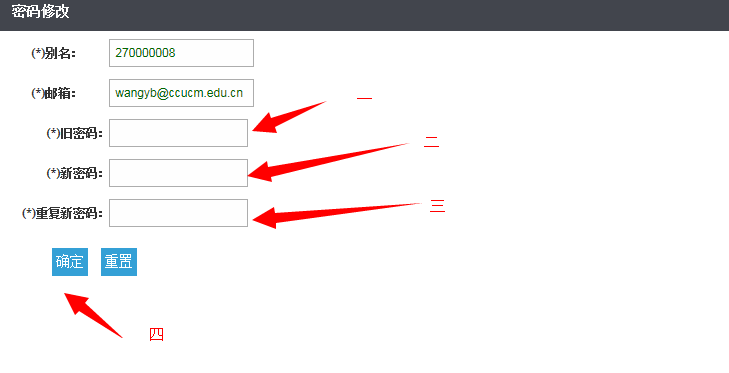 密码修改
(*)别名: 270000008
(*)邮箱: wangyb@ccucm.edu.cn
(*)旧密码: 一
(*)新密码: 二
(*)重复新密码: 三
确定 重置
四